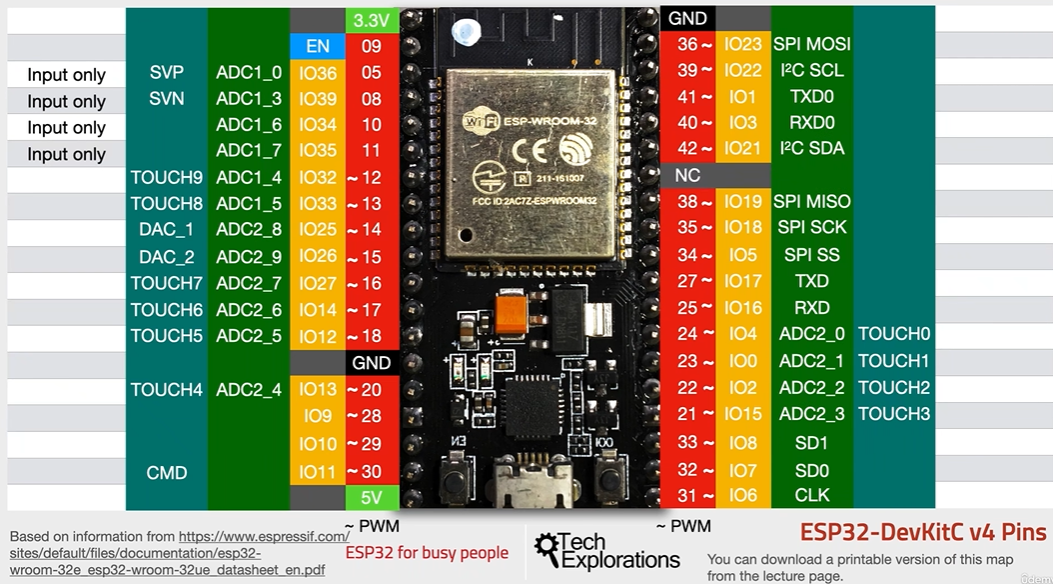 3.3V
EN 09
Input only SVP ADC1_0 IO36 05
Input only SVN ADC1_3 IO39 08
Input only ADC1_6 IO34 10
Input only ADC1_7 IO35 11
TOUCH9 ADC1_4 IO32 ~ 12
TOUCH8 ADC1_5 IO33 ~ 13
DAC_1 ADC2_8 IO25 ~ 14
DAC_2 ADC2_9 IO26 ~ 15
TOUCH7 ADC2_7 IO27 ~ 16
TOUCH6 ADC2_6 IO14 ~ 17
TOUCH5 ADC2_5 IO12 ~ 18
GND
TOUCH4 ADC2_4 IO13 ~ 20
IO9 ~ 28
IO10 ~ 29
CMD IO11 ~ 30
5V
~ PWM
K
WiFi ESP-WROOM-32
CE
R 211-161007
FCC ID:2AC7Z-ESPWROOM32
EN
IO0
GND
36 ~ IO23 SPI MOSI
39 ~ IO22 I²C SCL
41 ~ IO1 TXD0
40 ~ IO3 RXD0
42 ~ IO21 I²C SDA
NC
38 ~ IO19 SPI MISO
35 ~ IO18 SPI SCK
34 ~ IO5 SPI SS
27 ~ IO17 TXD
25 ~ IO16 RXD
24 ~ IO4 ADC2_0 TOUCH0
23 ~ IO0 ADC2_1 TOUCH1
22 ~ IO2 ADC2_2 TOUCH2
21 ~ IO15 ADC2_3 TOUCH3
33 ~ IO8 SD1
32 ~ IO7 SD0
31 ~ IO6 CLK
~ PWM
Based on information from https://www.espressif.com/
sites/default/files/documentation/esp32-
wroom-32e_esp32-wroom-32ue_datasheet_en.pdf
ESP32 for busy people
Tech
Explorations
ESP32-DevKitC v4 Pins
You can download a printable version of this map
from the lecture page.
ûdemy